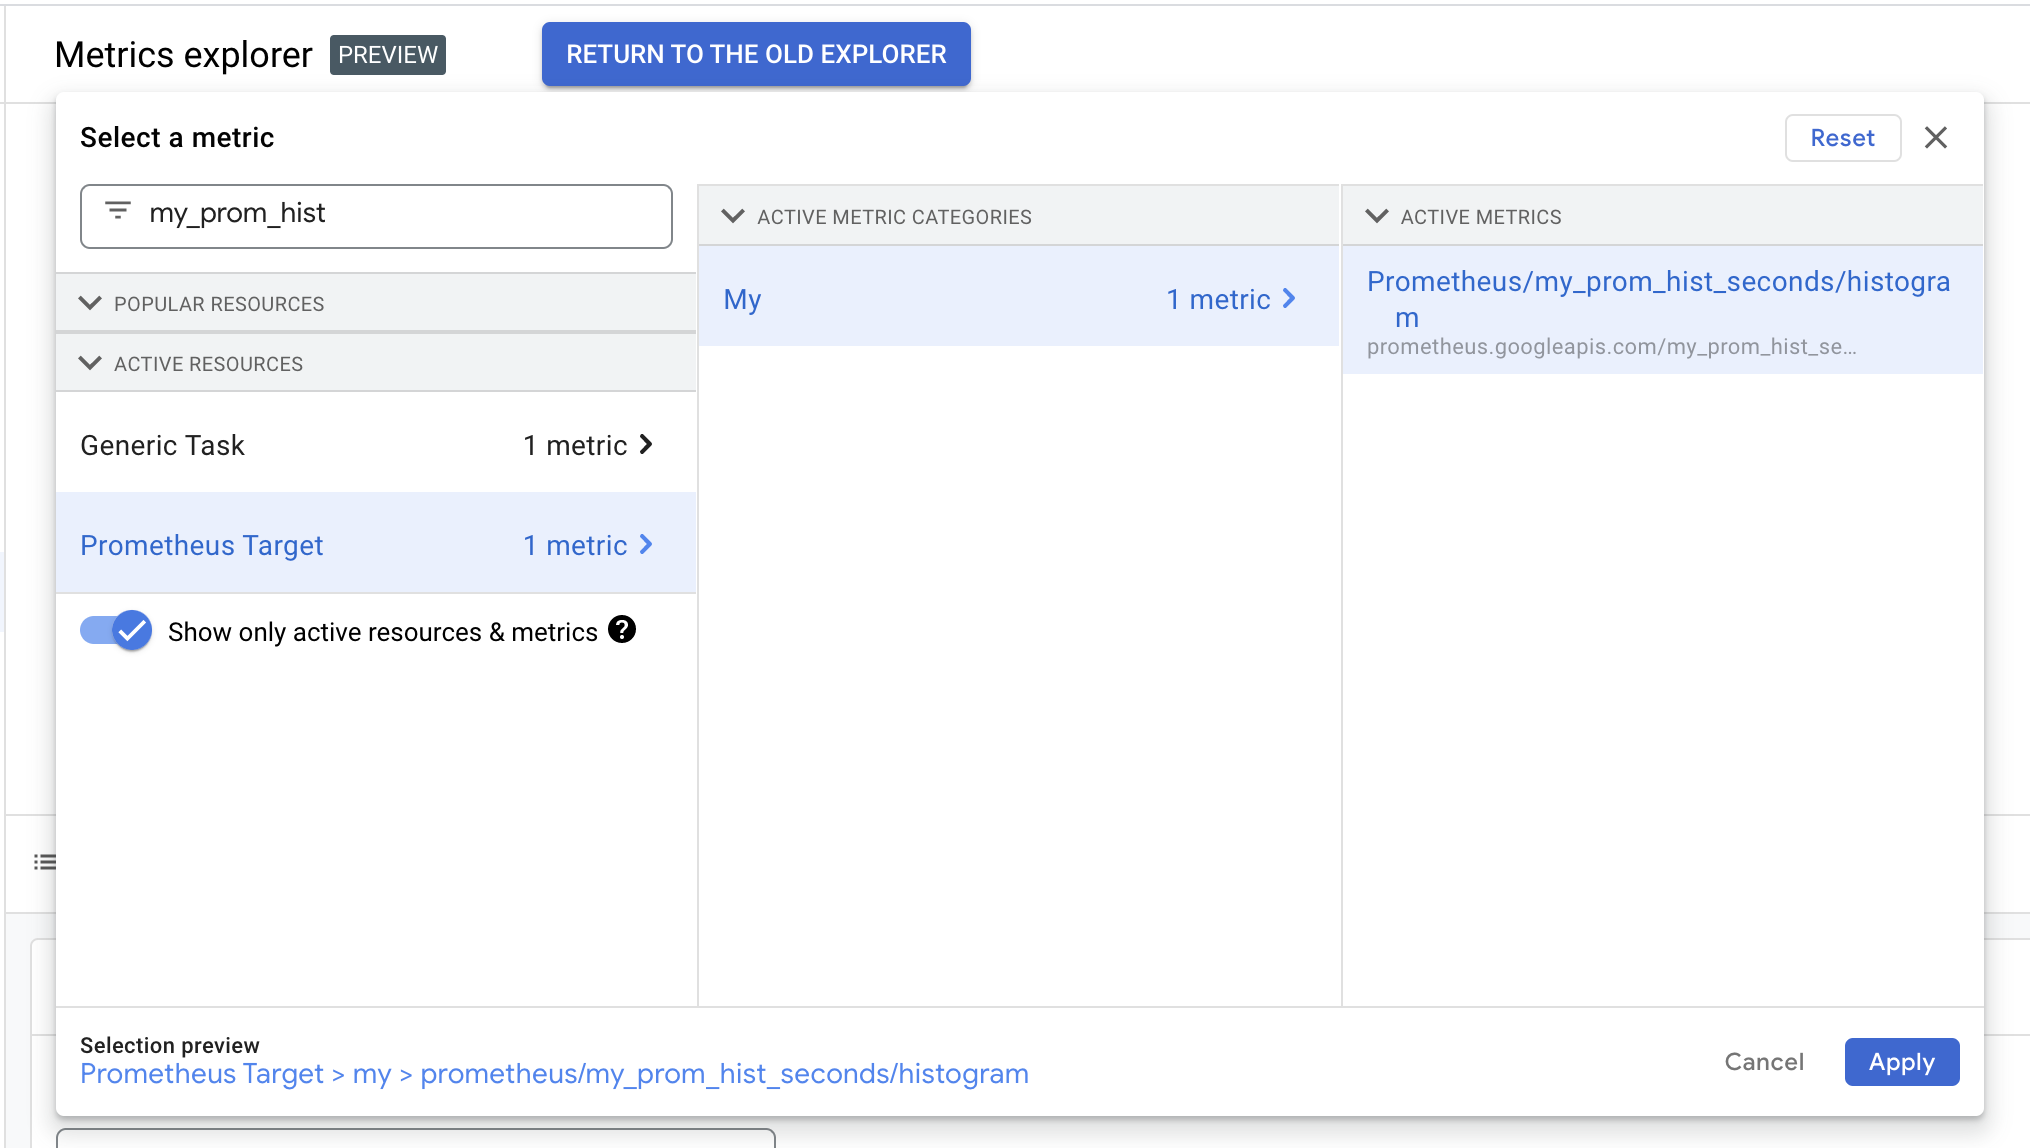 Metrics explorer PREVIEW RETURN TO THE OLD EXPLORER
Select a metric
Reset
my_prom_hist
POPULAR RESOURCES
ACTIVE RESOURCES
Generic Task 1 metric
Prometheus Target 1 metric
Show only active resources & metrics
ACTIVE METRIC CATEGORIES
My 1 metric
ACTIVE METRICS
Prometheus/my_prom_hist_seconds/histogra
m
prometheus.googleapis.com/my_prom_hist_se...
Selection preview
Prometheus Target > my > prometheus/my_prom_hist_seconds/histogram
Cancel Apply